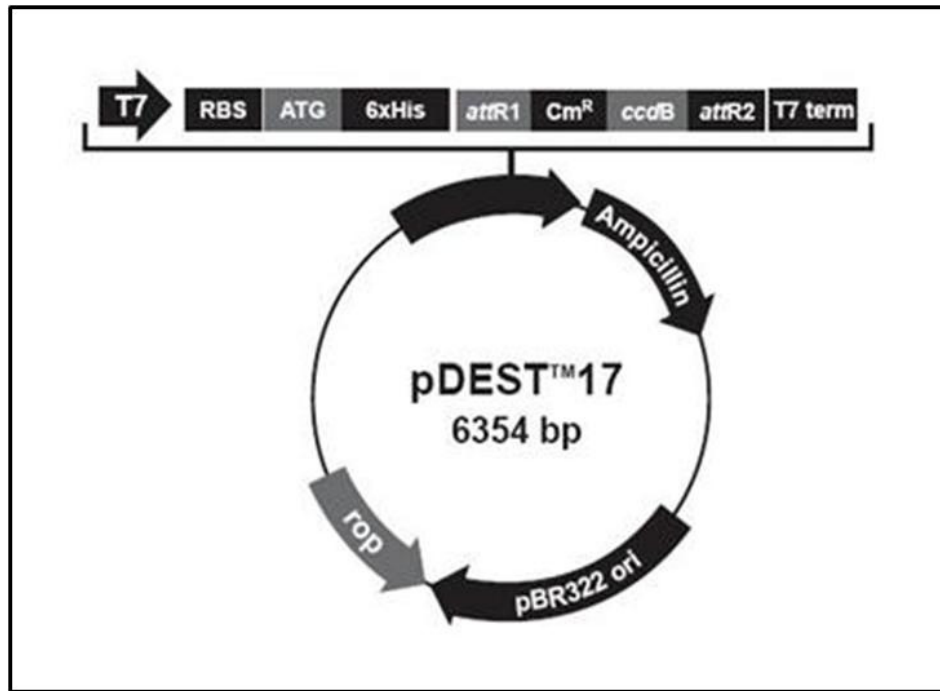 T7 RBS ATG 6xHis attR1 Cmᴿ ccdB attR2 T7 term
Ampicillin
pDEST™17
6354 bp
rop
pBR322 ori